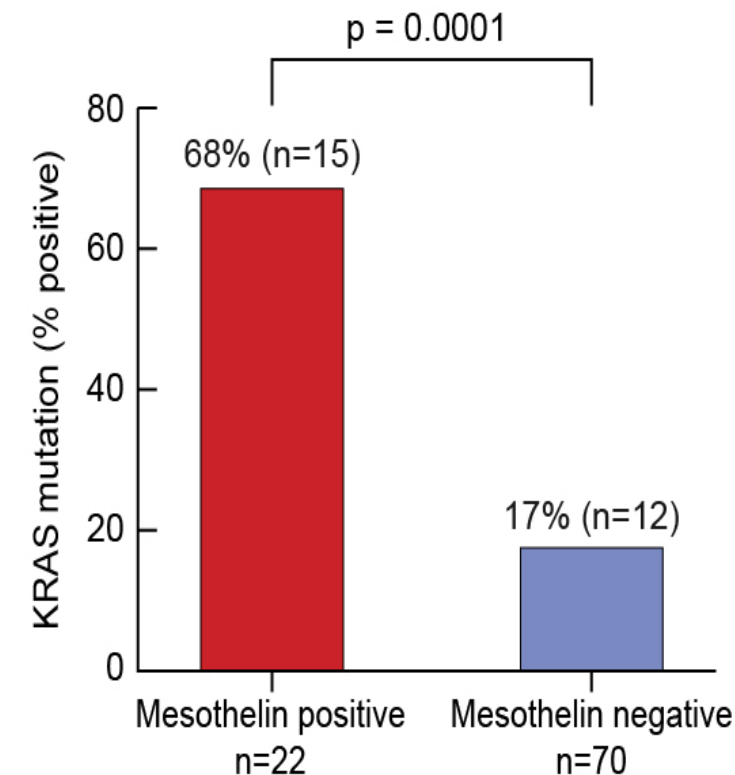 p = 0.0001
KRAS mutation (% positive)
80
60
40
20
0
68% (n=15)
17% (n=12)
Mesothelin positive
n=22
Mesothelin negative
n=70